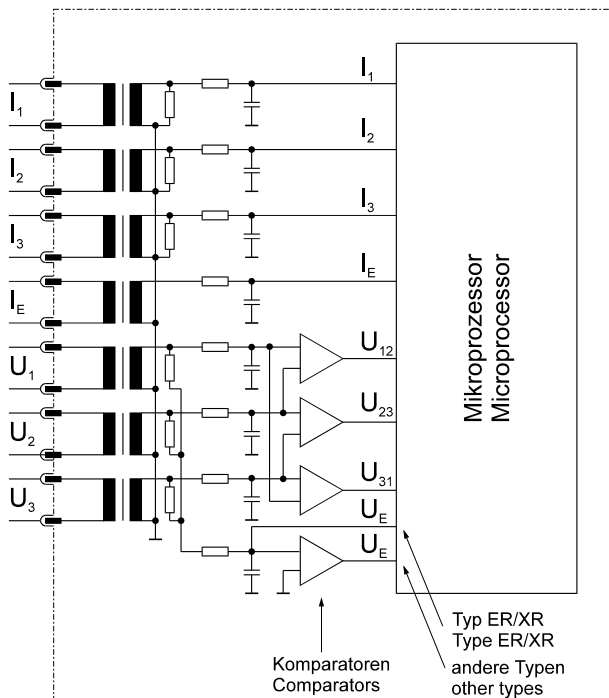 I1
I2
I3
IE
U1
U2
U3
I1
I2
I3
IE
U12
U23
U31
UE
UE
Mikroprozessor
Microprocessor
Typ ER/XR
Type ER/XR
andere Typen
other types
Komparatoren
Comparators